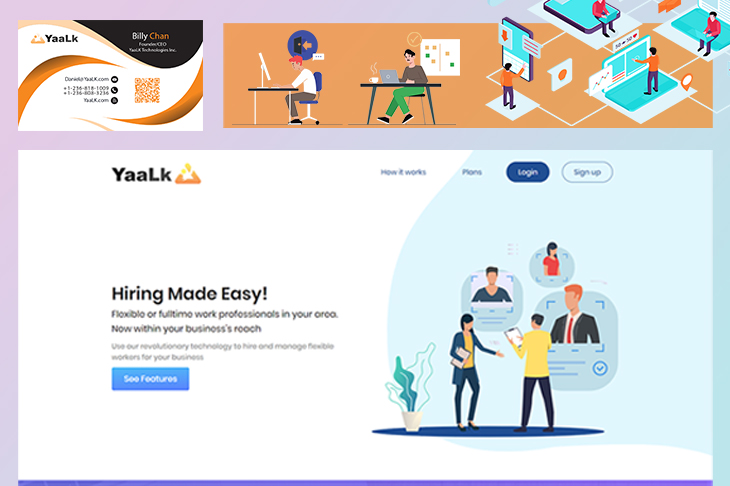 YaaLk
Billy Chan
Founder/CEO
YaaLK Technologies Inc.
Daniel@YaaLK.com
+1-236-818-1009
+1-236-808-3236
YaaLK.com
YaaLk
How it works
Plans
Login
Sign up
Hiring Made Easy!
Flexible or fulltime work professionals in your area.
Now within your business's reach
Use our revolutionary technology to hire and manage flexible
workers for your business
See Features